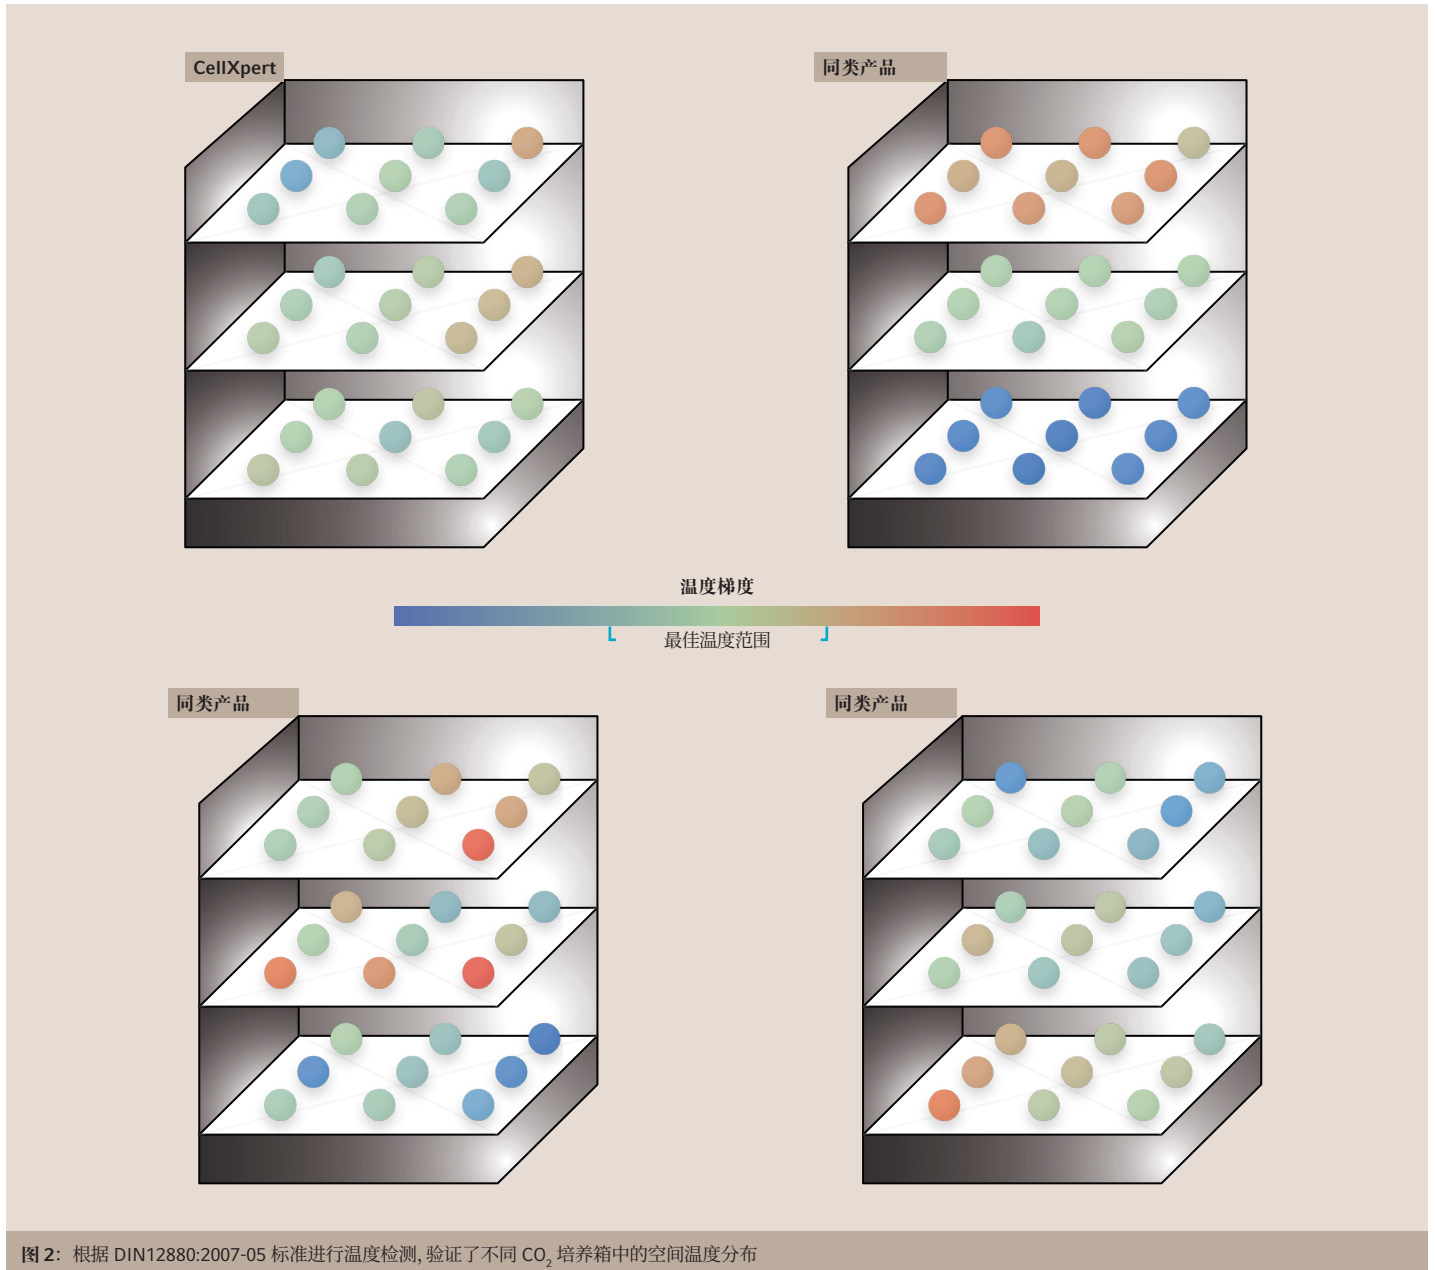 CellXpert
同类产品
温度梯度
最佳温度范围
同类产品
同类产品
图 2：根据 DIN12880:2007-05 标准进行温度检测, 验证了不同 CO₂ 培养箱中的空间温度分布